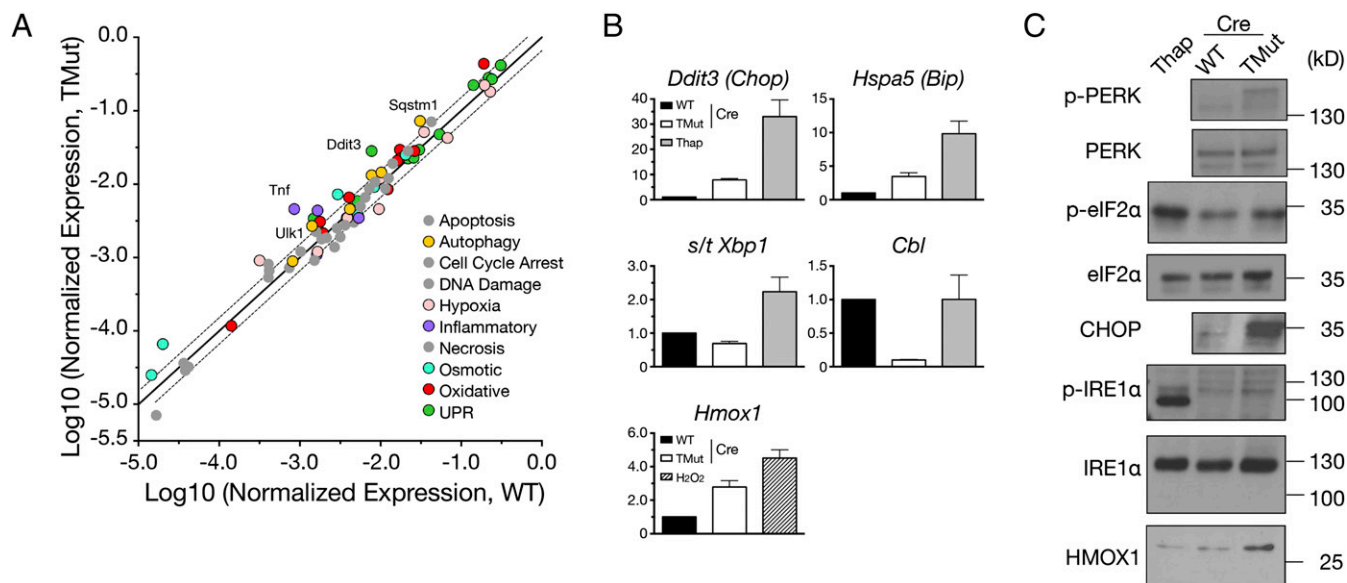 A
Log10 (Normalized Expression, TMut)
-0.0
-1.0
-2.0
-3.0
-4.0
-5.0
-5.5
-5.0
-4.0
-3.0
-2.0
-1.0
0.0
Log10 (Normalized Expression, WT)
Sqstm1
Ddit3
Tnf
Ulk1
Apoptosis
Autophagy
Cell Cycle Arrest
DNA Damage
Hypoxia
Inflammatory
Necrosis
Osmotic
Oxidative
UPR
B
Ddit3 (Chop)
40
30
20
10
0
WT
TMut
Cre
Thap
Hspa5 (Bip)
15
10
5
0
s/t Xbp1
3.0
2.0
1.0
0
Cbl
1.5
1.0
0.5
0
Hmox1
6.0
4.0
2.0
0
WT
TMut
Cre
H2O2
C
Cre
Thap
WT
TMut
(kD)
p-PERK
130
PERK
130
p-eIF2α
35
eIF2α
35
CHOP
35
p-IRE1α
130
100
IRE1α
130
100
HMOX1
25